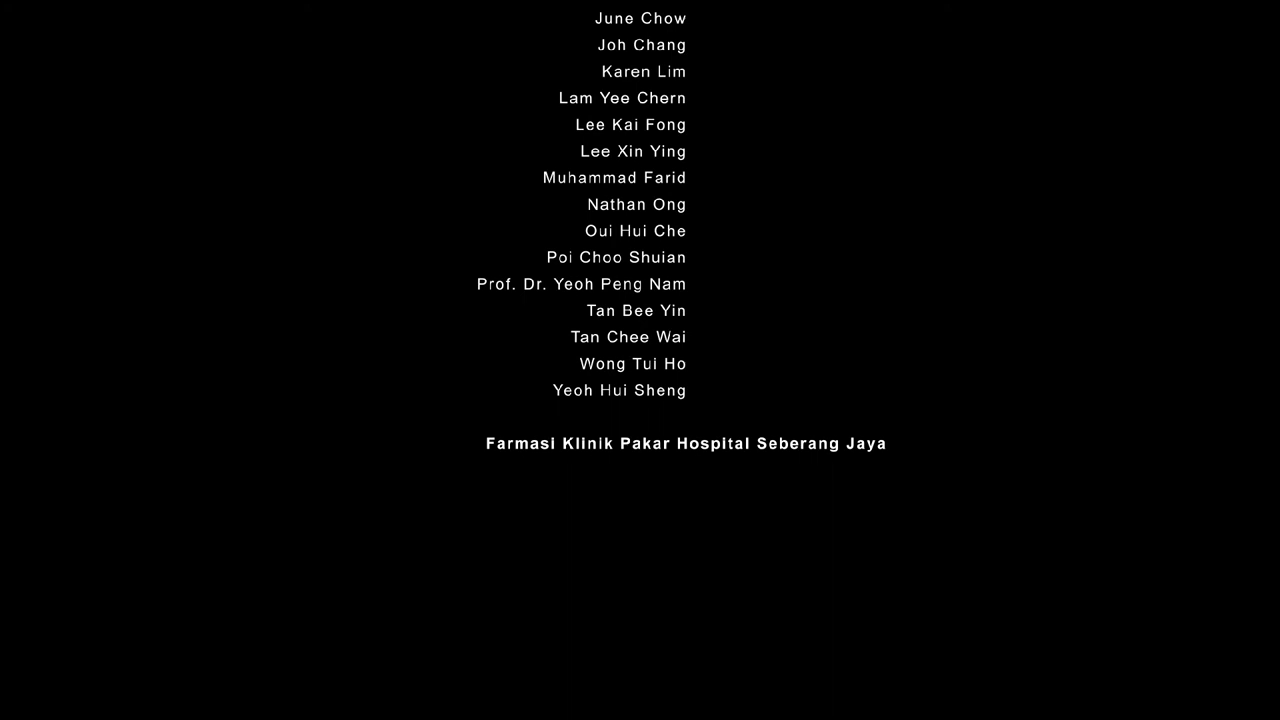 June Chow
Joh Chang
Karen Lim
Lam Yee Chern
Lee Kai Fong
Lee Xin Ying
Muhammad Farid
Nathan Ong
Oui Hui Che
Poi Choo Shuian
Prof. Dr. Yeoh Peng Nam
Tan Bee Yin
Tan Chee Wai
Wong Tui Ho
Yeoh Hui Sheng
Farmasi Klinik Pakar Hospital Seberang Jaya